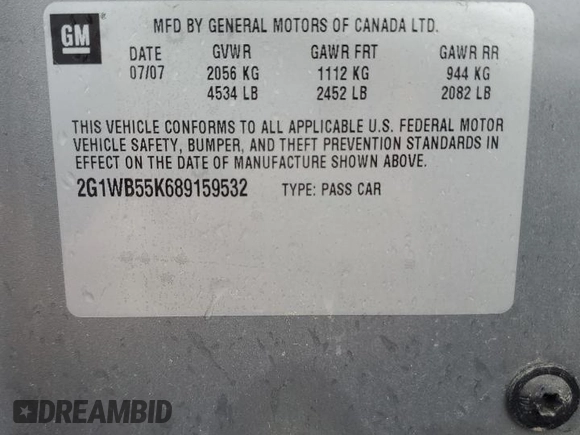 GM
MFD BY GENERAL MOTORS OF CANADA LTD.
DATE GVWR GAWR FRT GAWR RR
07/07 2056 KG 1112 KG 944 KG
4534 LB 2452 LB 2082 LB
THIS VEHICLE CONFORMS TO ALL APPLICABLE U.S. FEDERAL MOTOR
VEHICLE SAFETY, BUMPER, AND THEFT PREVENTION STANDARDS IN
EFFECT ON THE DATE OF MANUFACTURE SHOWN ABOVE.
2G1WB55K689159532 TYPE: PASS CAR
DREAMBID